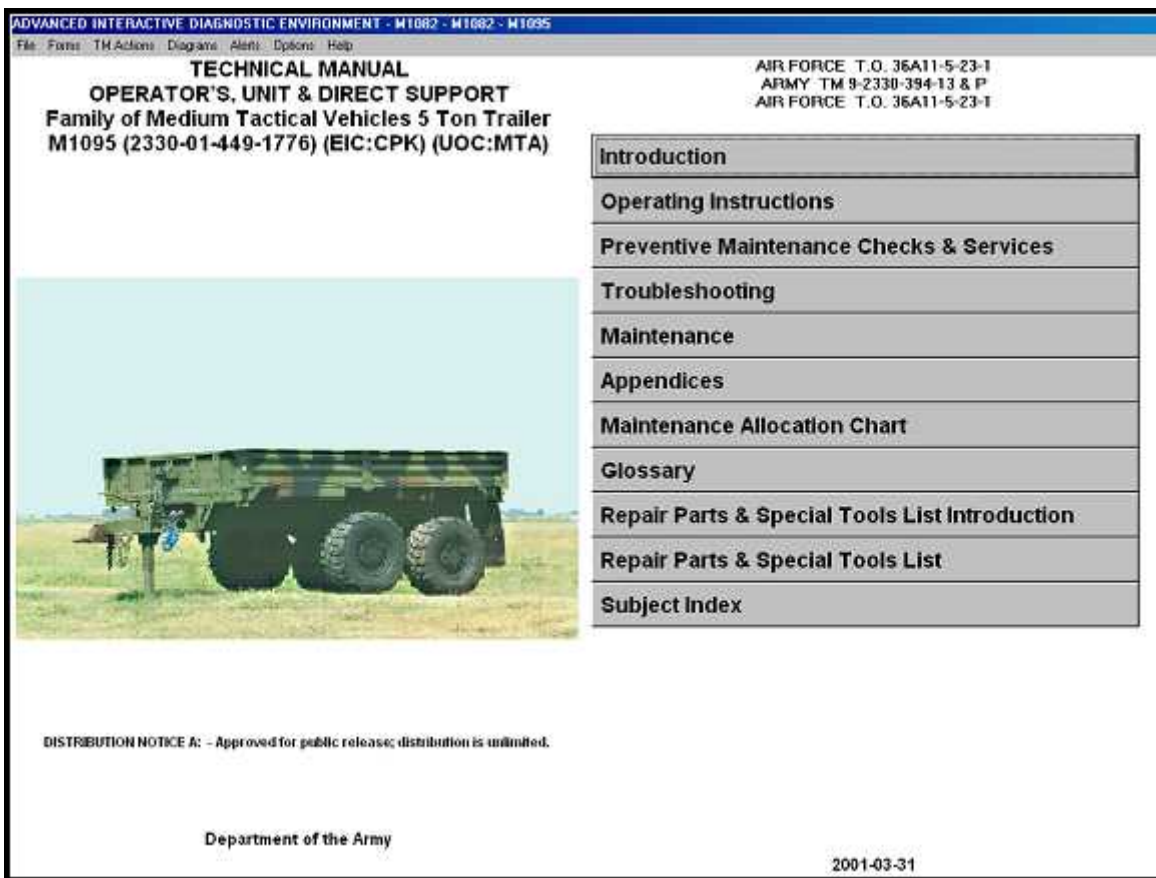 ADVANCED INTERACTIVE DIAGNOSTIC ENVIRONMENT - M1082 - M1082 - M1095
File Forms TM Actions Diagrams Alerts Options Help
TECHNICAL MANUAL
OPERATOR'S, UNIT & DIRECT SUPPORT
Family of Medium Tactical Vehicles 5 Ton Trailer
M1095 (2330-01-449-1776) (EIC:CPK) (UOC:MTA)
AIR FORCE T.O. 36A11-5-23-1
ARMY TM 9-2330-394-13 & P
AIR FORCE T.O. 36A11-5-23-1
Introduction
Operating Instructions
Preventive Maintenance Checks & Services
Troubleshooting
Maintenance
Appendices
Maintenance Allocation Chart
Glossary
Repair Parts & Special Tools List Introduction
Repair Parts & Special Tools List
Subject Index
DISTRIBUTION NOTICE A: - Approved for public release; distribution is unlimited.
Department of the Army
2001-03-31